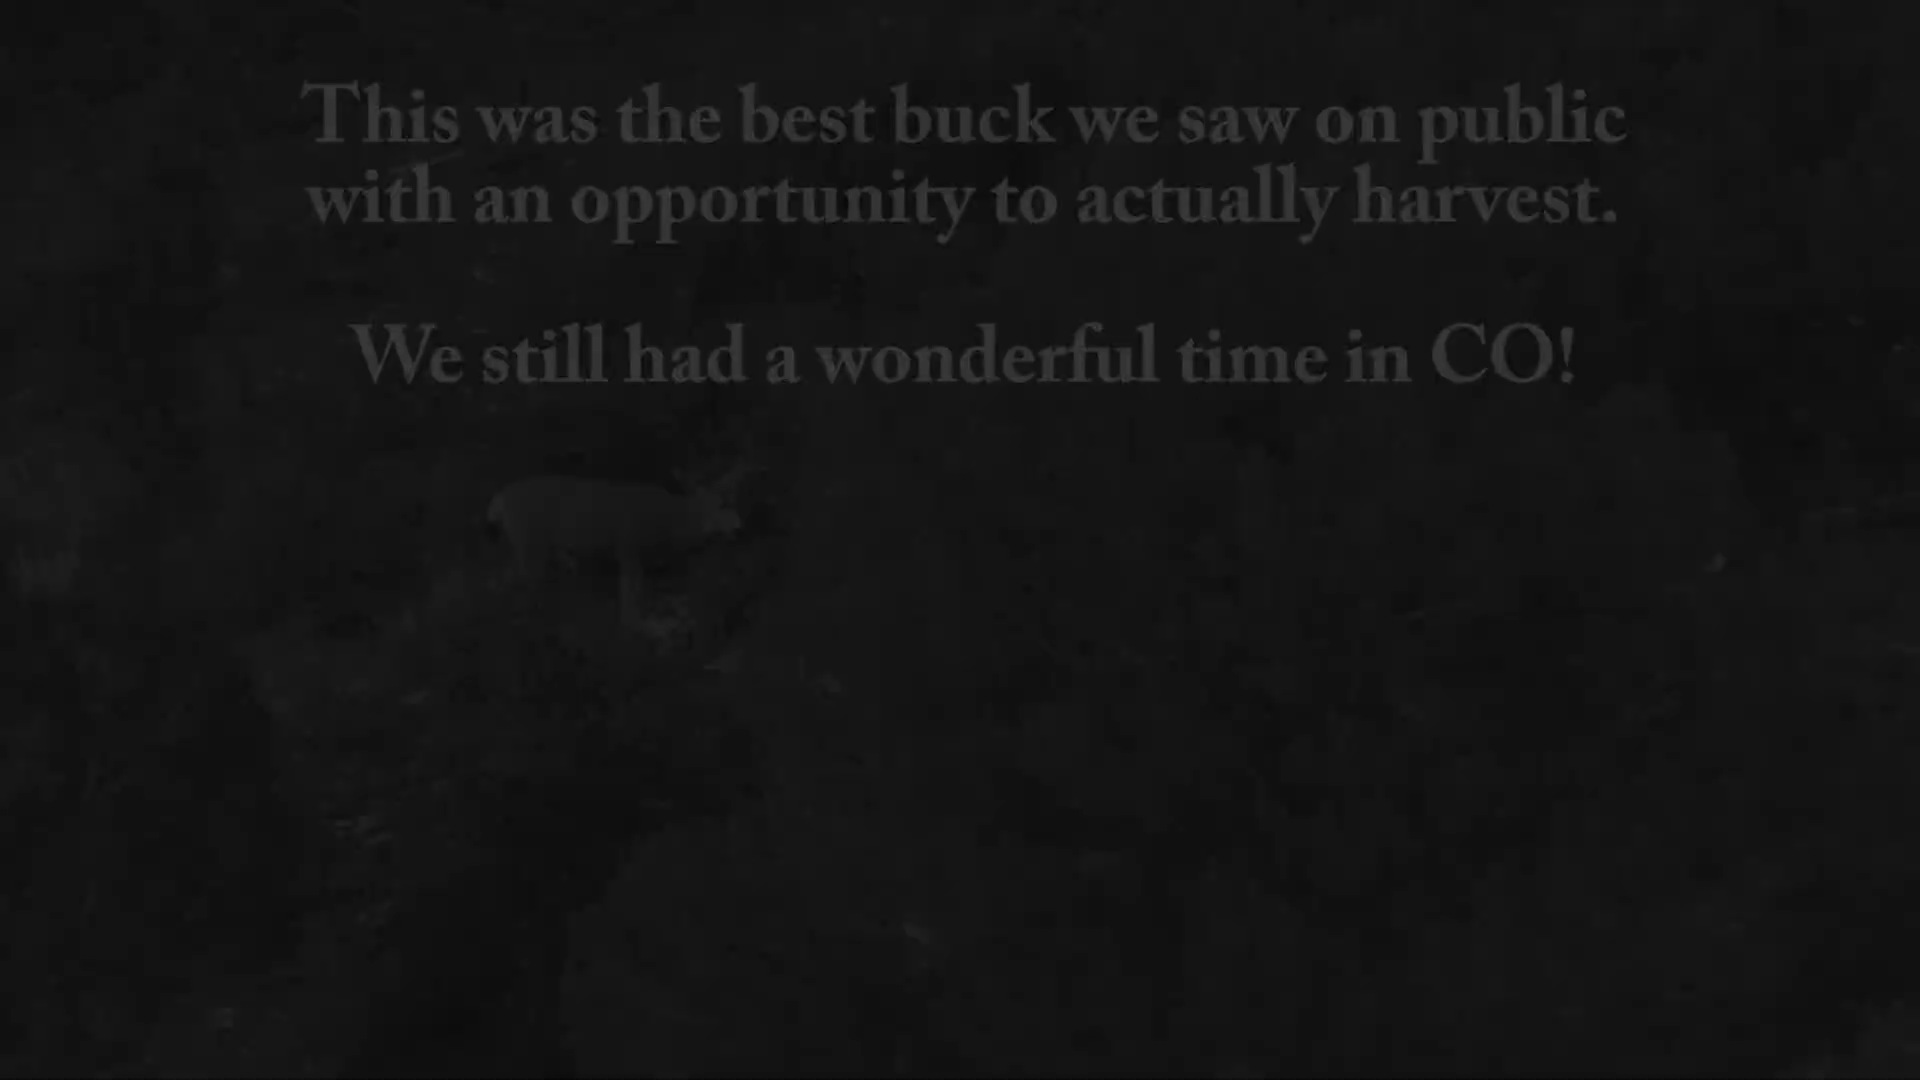 This was the best buck we saw on public
with an opportunity to actually harvest.
We still had a wonderful time in CO!